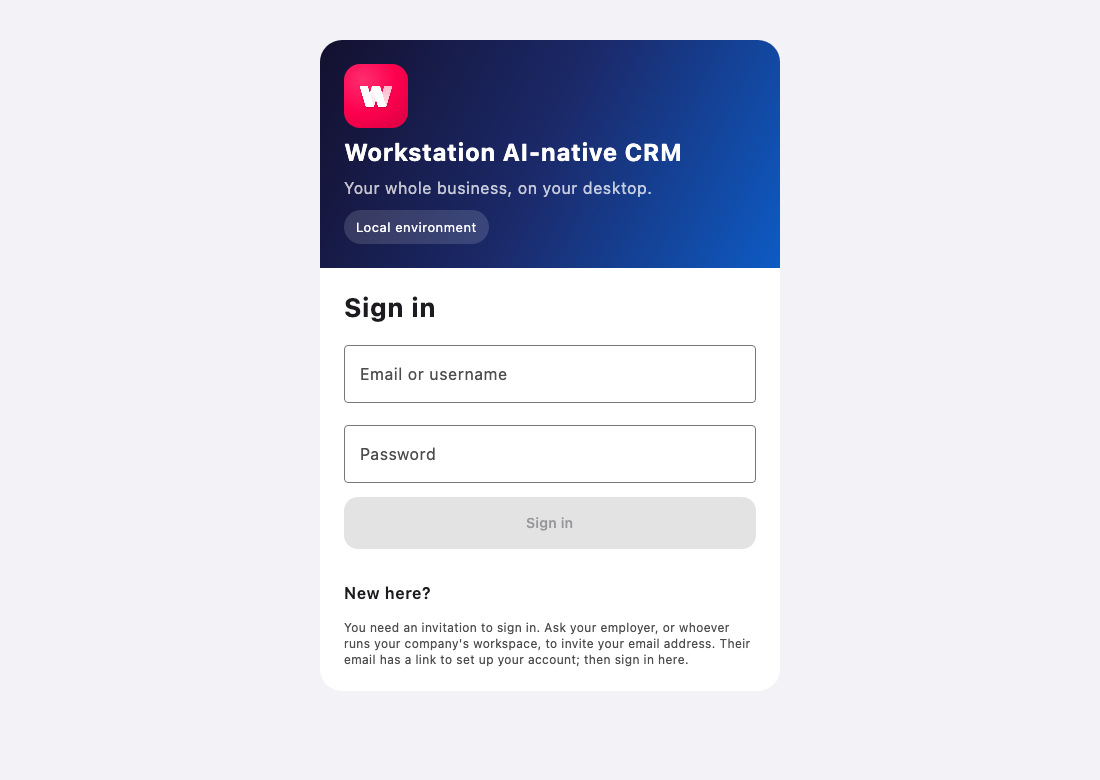 W
Workstation AI-native CRM
Your whole business, on your desktop.
Local environment
Sign in
Email or username
Password
Sign in
New here?
You need an invitation to sign in. Ask your employer, or whoever
runs your company's workspace, to invite your email address. Their
email has a link to set up your account; then sign in here.